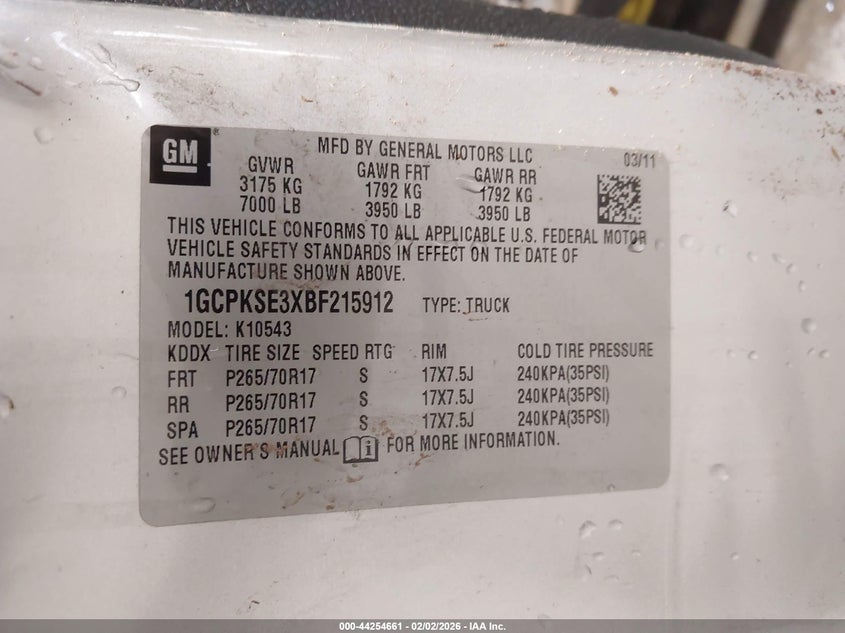 GM
MFD BY GENERAL MOTORS LLC
03/11
GVWR GAWR FRT GAWR RR
3175 KG 1792 KG 1792 KG
7000 LB 3950 LB 3950 LB
THIS VEHICLE CONFORMS TO ALL APPLICABLE U.S. FEDERAL MOTOR
VEHICLE SAFETY STANDARDS IN EFFECT ON THE DATE OF
MANUFACTURE SHOWN ABOVE.
1GCPKSE3XBF215912 TYPE: TRUCK
MODEL: K10543
KDDX TIRE SIZE SPEED RTG RIM COLD TIRE PRESSURE
FRT P265/70R17 S 17X7.5J 240KPA(35PSI)
RR P265/70R17 S 17X7.5J 240KPA(35PSI)
SPA P265/70R17 S 17X7.5J 240KPA(35PSI)
SEE OWNER'S MANUAL FOR MORE INFORMATION.
000-44254661 - 02/02/2026 - IAA Inc.